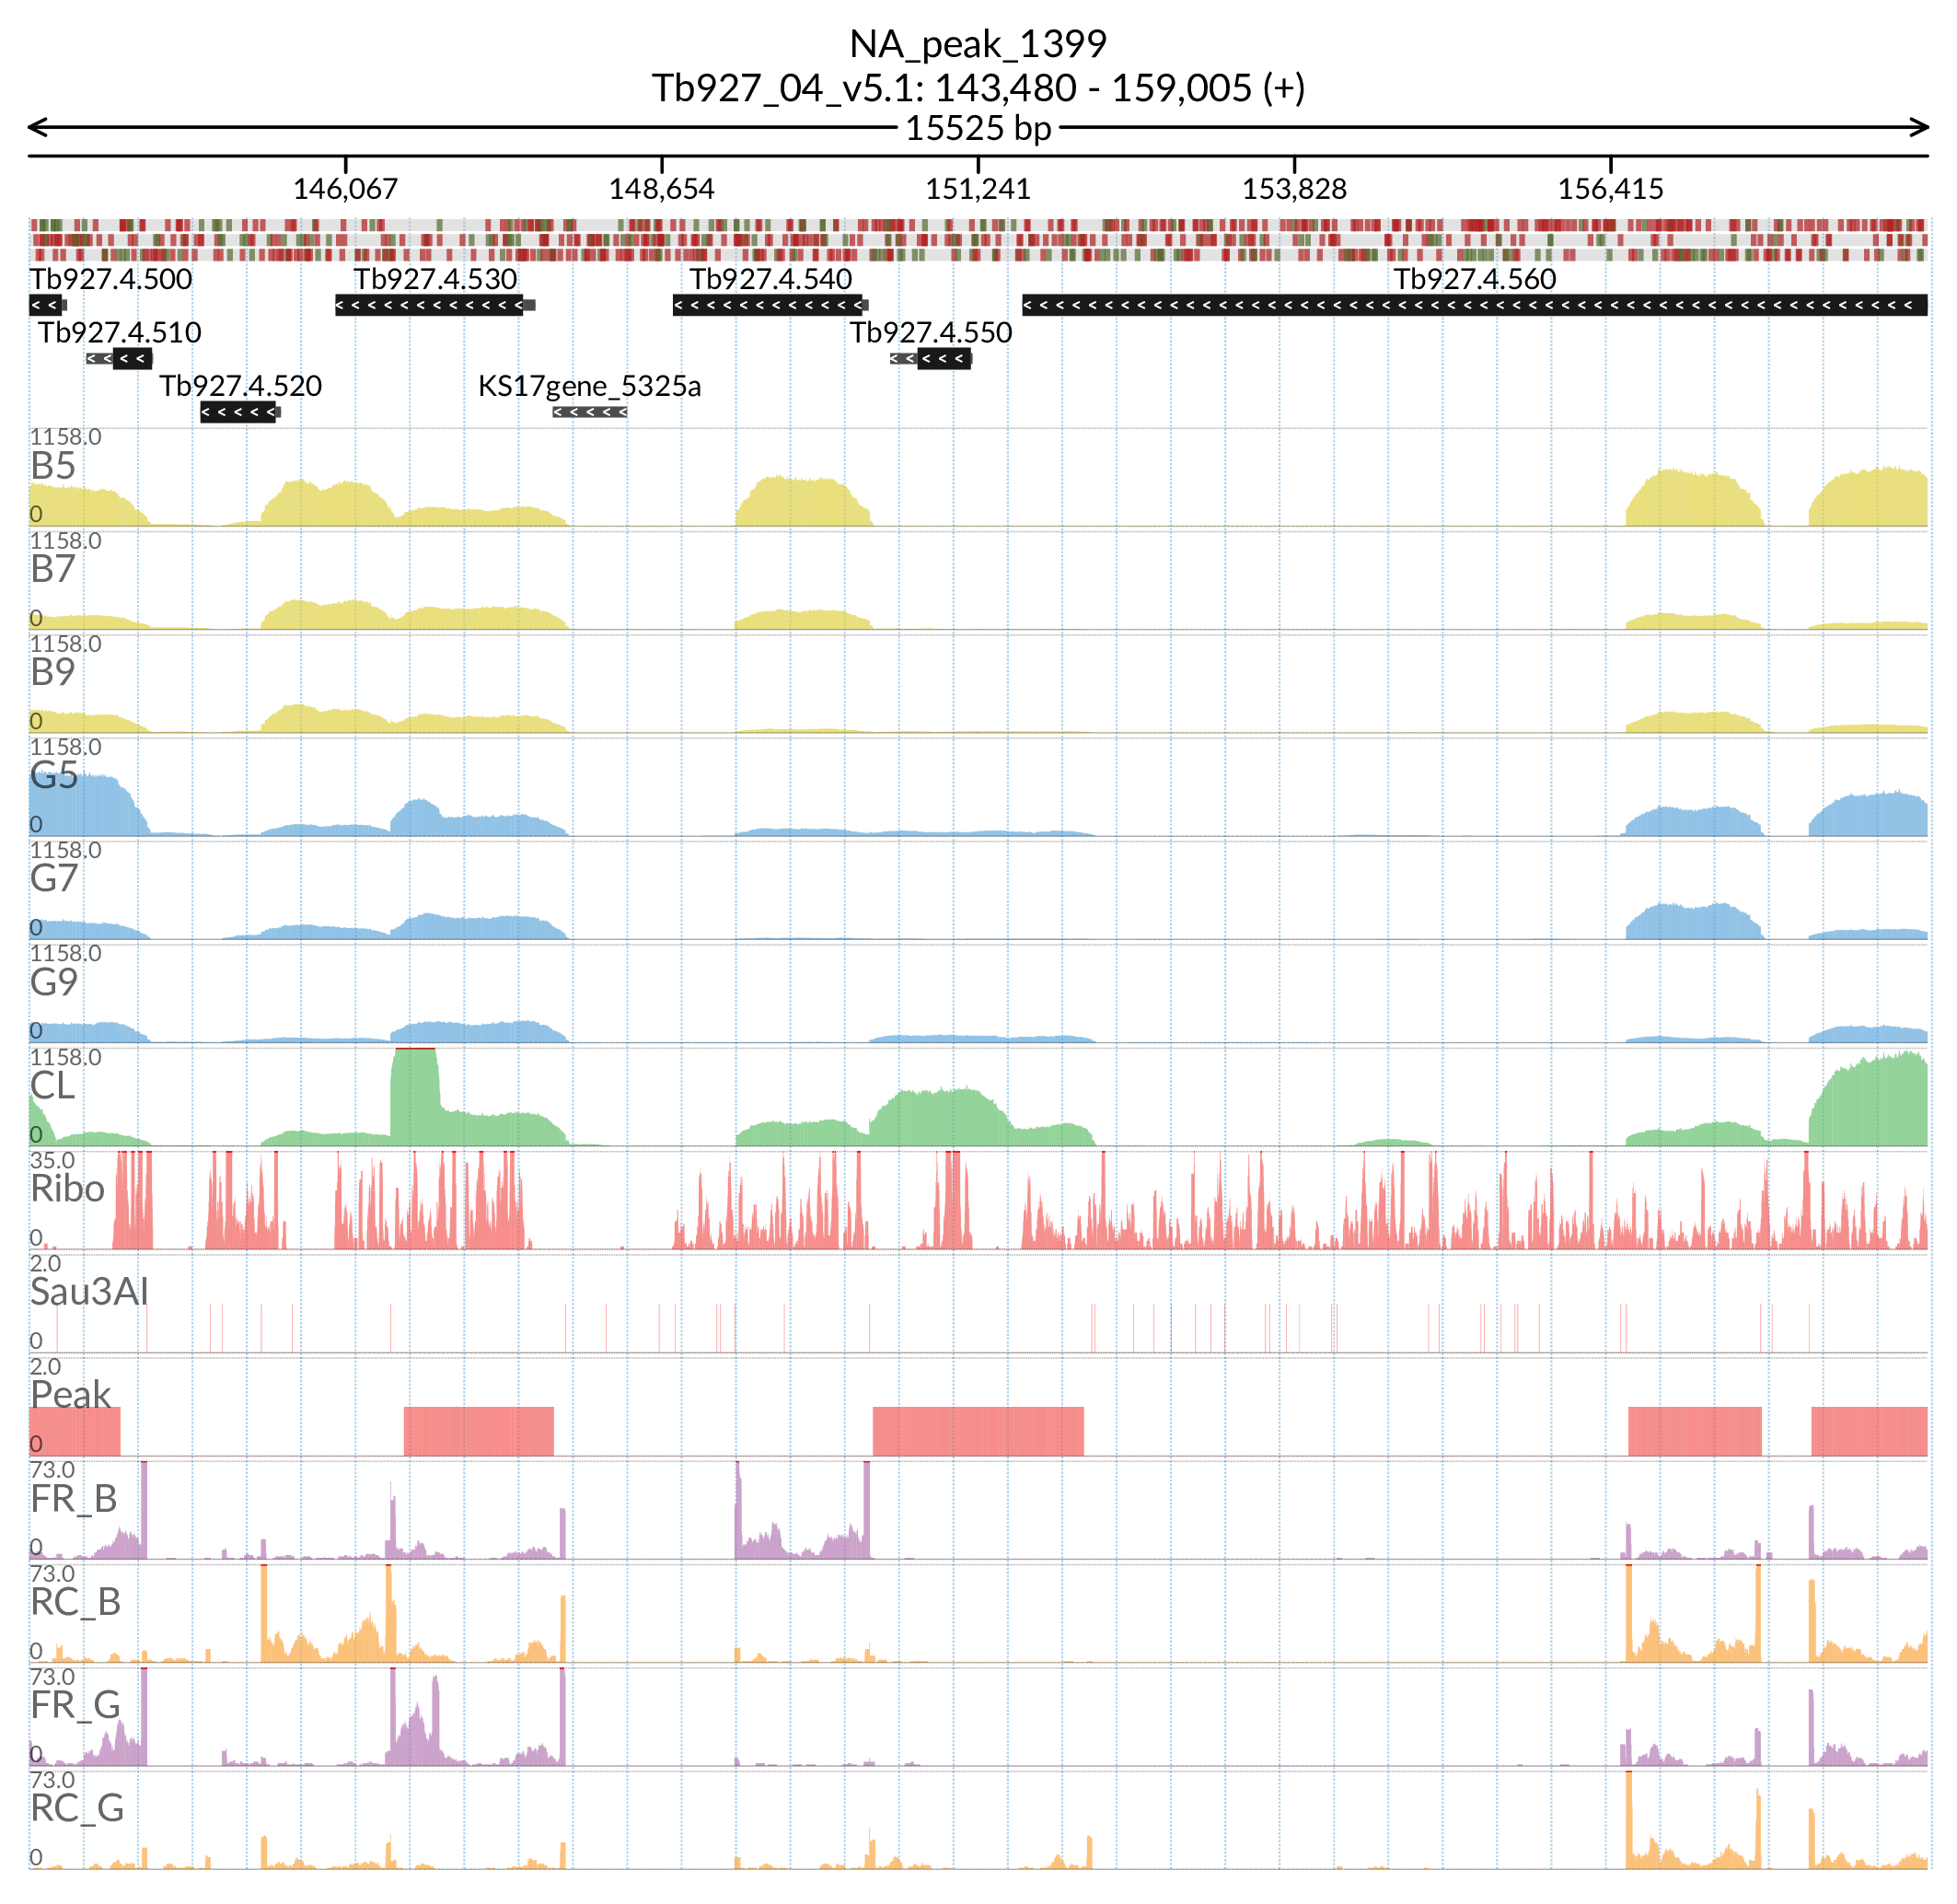 NA_peak_1399
Tb927_04_v5.1: 143,480 - 159,005 (+)
15525 bp
146,067 148,654 151,241 153,828 156,415
Tb927.4.500 Tb927.4.530 Tb927.4.540 Tb927.4.560
Tb927.4.510 Tb927.4.550
Tb927.4.520 KS17gene_5325a
1158.0
B5
0
1158.0
B7
0
1158.0
B9
0
1158.0
G5
0
1158.0
G7
0
1158.0
G9
0
1158.0
CL
0
35.0
Ribo
0
2.0
Sau3AI
0
2.0
Peak
0
73.0
FR_B
0
73.0
RC_B
0
73.0
FR_G
0
73.0
RC_G
0